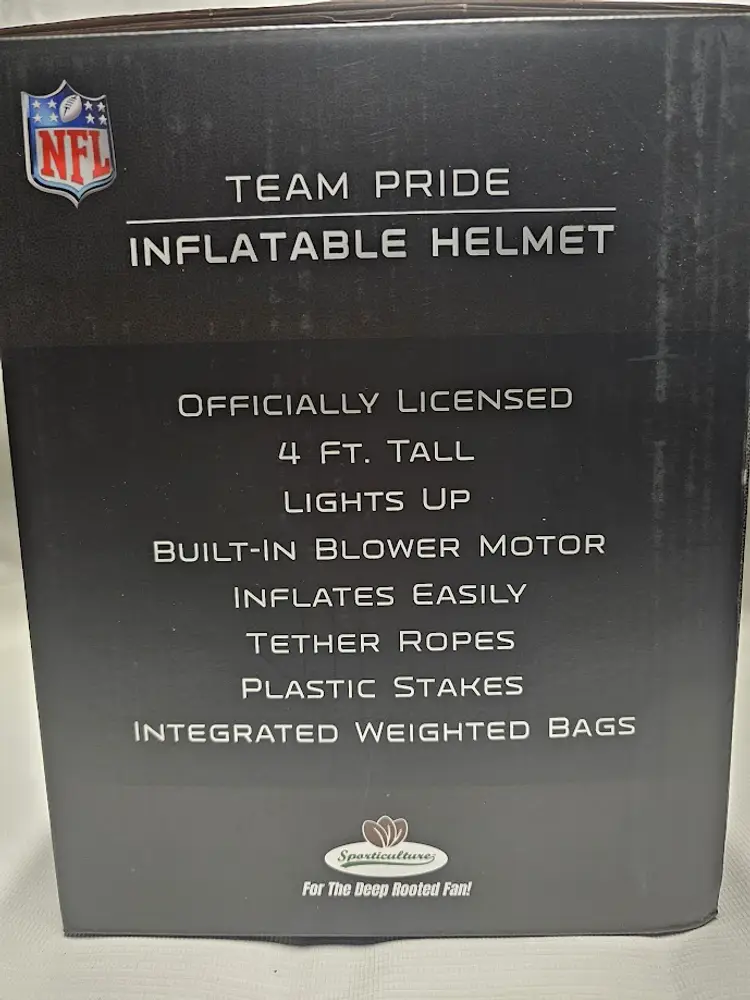 NFL
TEAM PRIDE
INFLATABLE HELMET
OFFICIALLY LICENSED
4 FT. TALL
LIGHTS UP
BUILT-IN BLOWER MOTOR
INFLATES EASILY
TETHER ROPES
PLASTIC STAKES
INTEGRATED WEIGHTED BAGS
Sporticulture
For The Deep Rooted Fan!